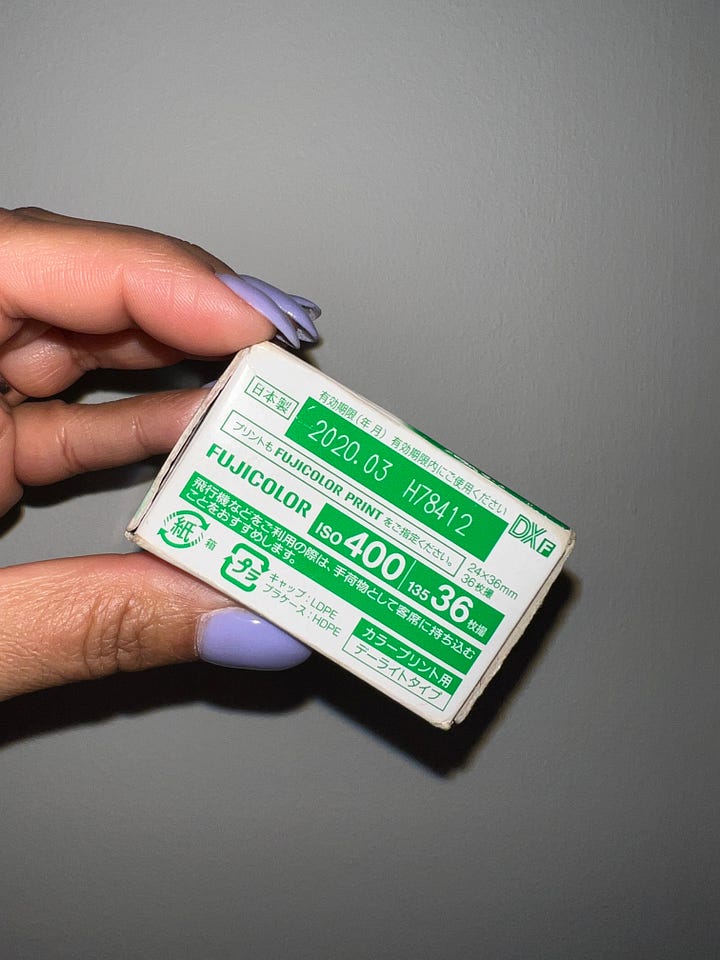 日本製
有効期限(年月) 有効期限内にご使用ください
2020.03 H78412
プリントも FUJICOLOR PRINT をご指定ください。
DXF
FUJICOLOR
ISO 400 135 36 枚撮
24×36mm
36枚撮
飛行機などをご利用の際は、手荷物として客席に持ち込む
ことをおすすめします。
紙
箱
プラ
キャップ:LDPE
プラケース:HDPE
カラープリント用
デーライトタイプ